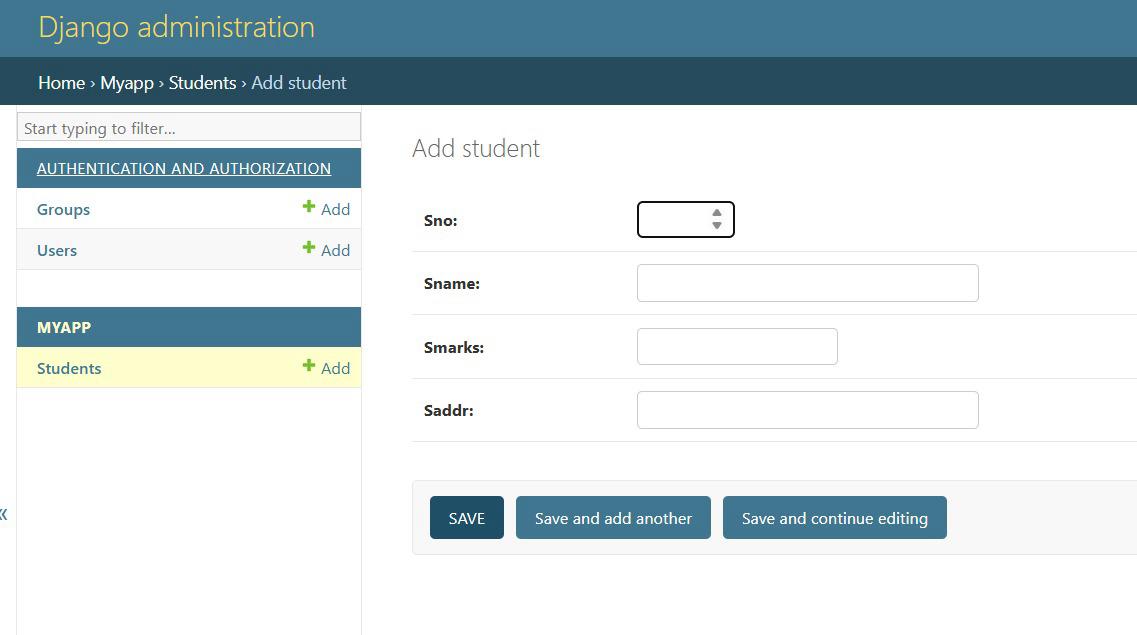 Django administration
Home › Myapp › Students › Add student
Start typing to filter...
AUTHENTICATION AND AUTHORIZATION
Groups + Add
Users + Add
MYAPP
Students + Add
«
Add student
Sno:
Sname:
Smarks:
Saddr:
SAVE Save and add another Save and continue editing